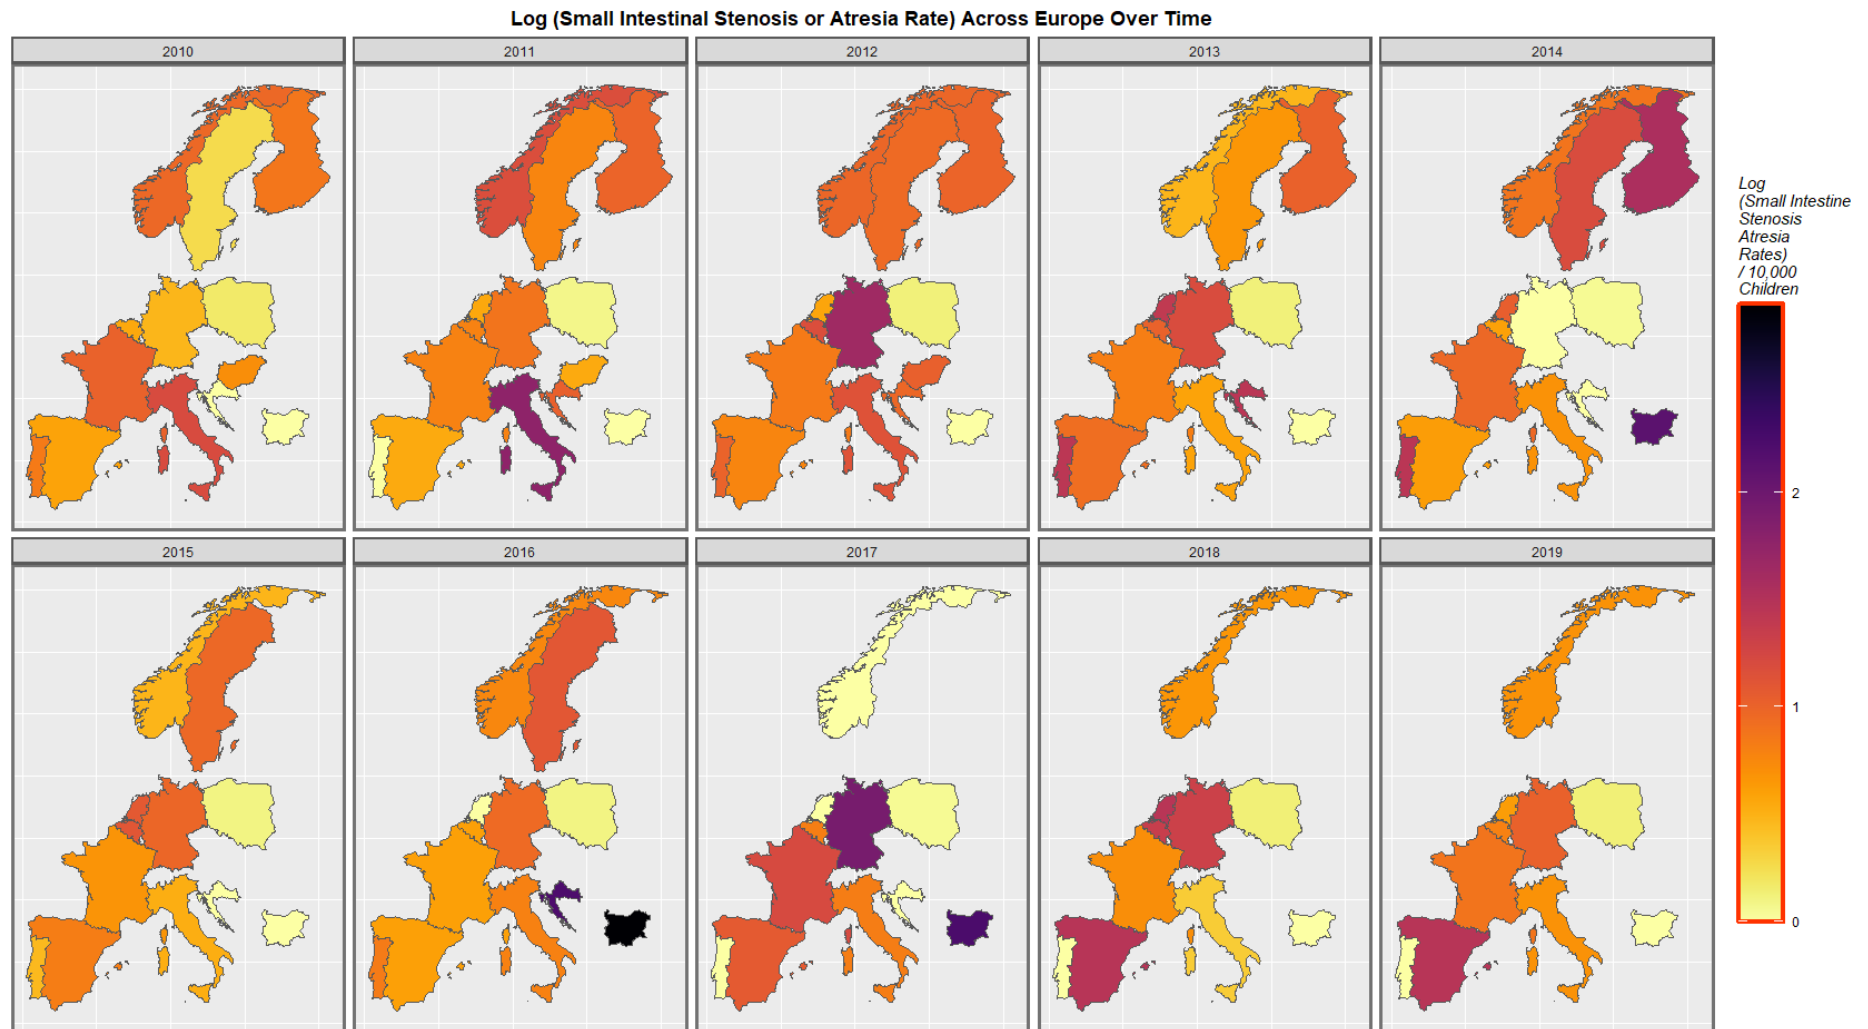 Log (Small Intestinal Stenosis or Atresia Rate) Across Europe Over Time
2010
2011
2012
2013
2014
Log
(Small Intestine
Stenosis
Atresia
Rates)
/ 10,000
Children
2
1
0
2015
2016
2017
2018
2019